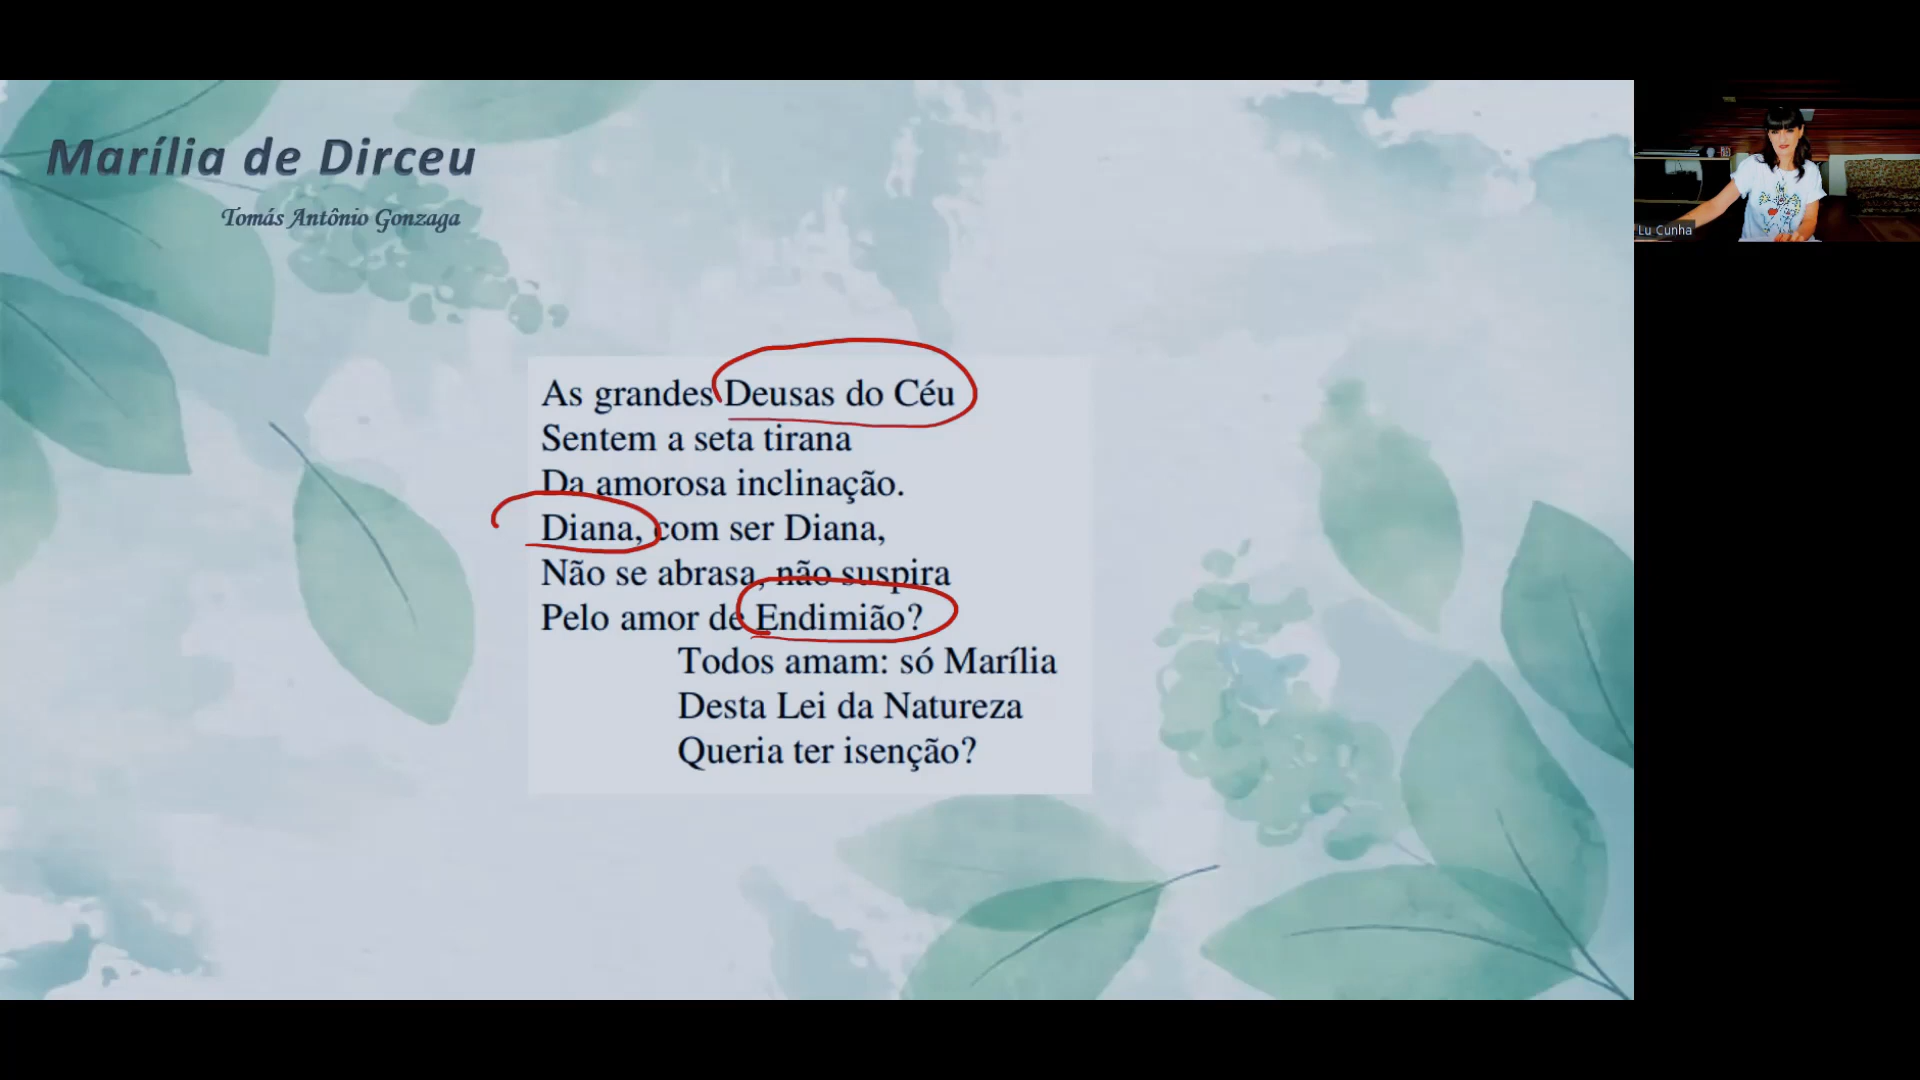 Marília de Dirceu
Tomás Antônio Gonzaga
As grandes Deusas do Céu
Sentem a seta tirana
Da amorosa inclinação.
Diana, com ser Diana,
Não se abrasa, não suspira
Pelo amor de Endimião?
Todos amam: só Marília
Desta Lei da Natureza
Queria ter isenção?
Lu Cunha